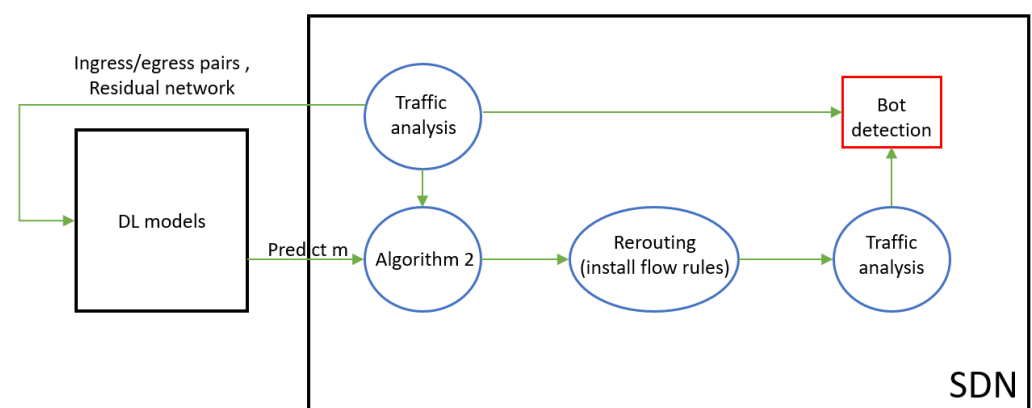 Ingress/egress pairs ,
Residual network
Traffic
analysis
Bot
detection
DL models
Predict m
Algorithm 2
Rerouting
(install flow rules)
Traffic
analysis
SDN